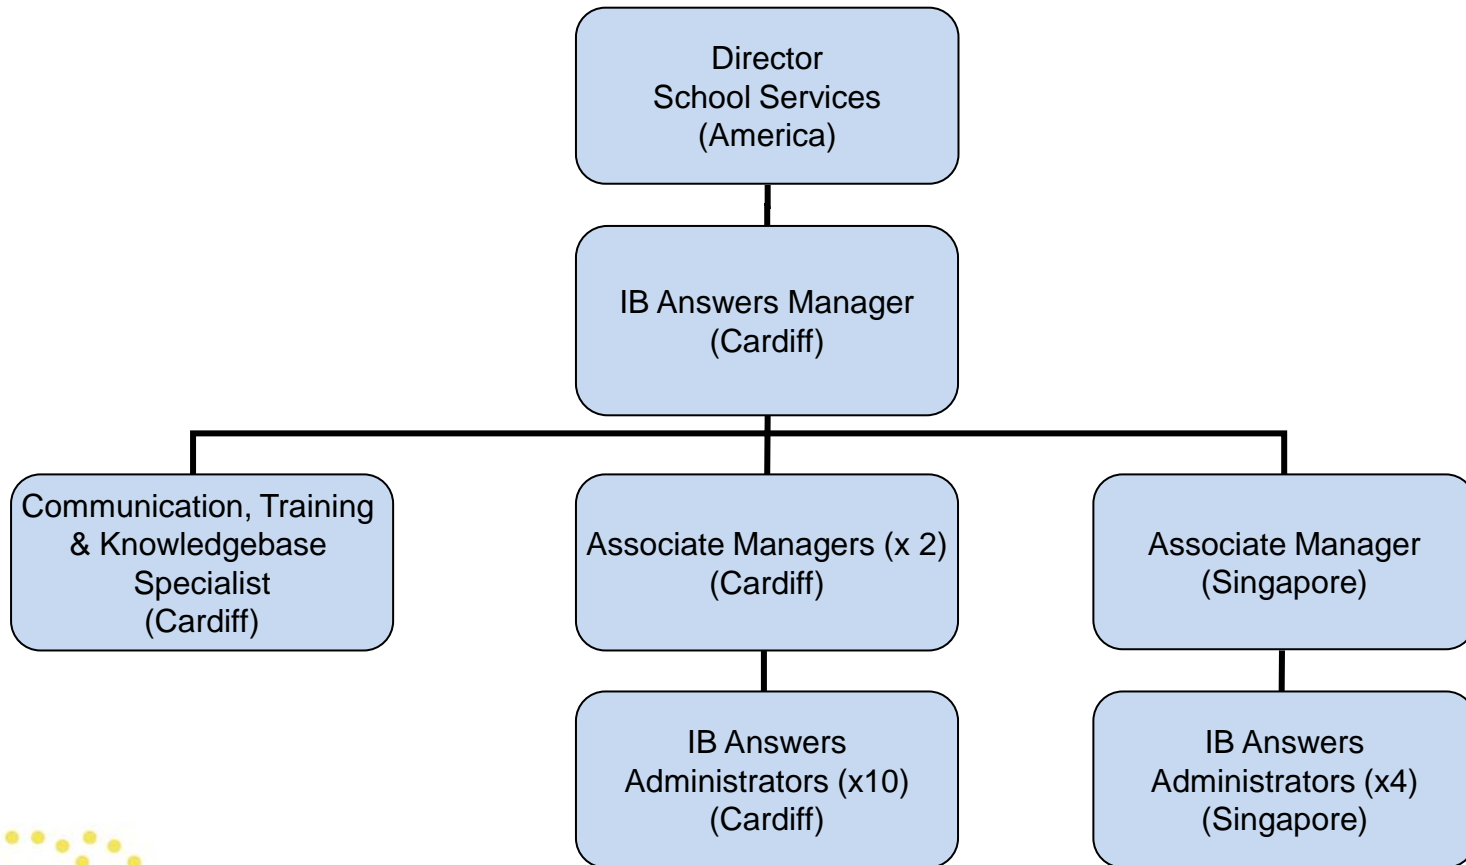 Director
School Services
(America)
IB Answers Manager
(Cardiff)
Communication, Training
& Knowledgebase
Specialist
(Cardiff)
Associate Managers (x 2)
(Cardiff)
Associate Manager
(Singapore)
IB Answers
Administrators (x10)
(Cardiff)
IB Answers
Administrators (x4)
(Singapore)